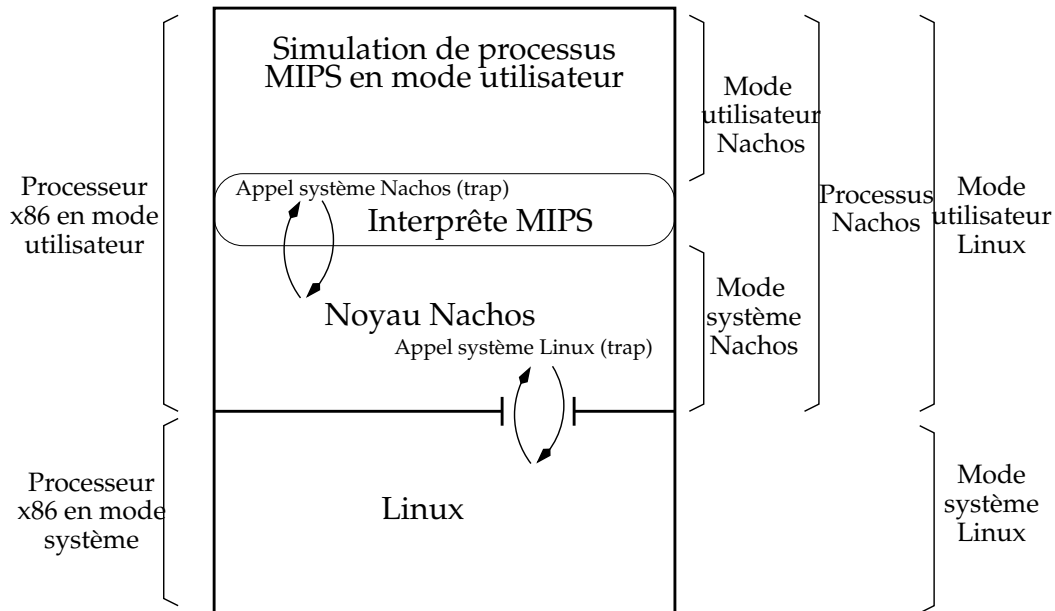 Simulation de processus
MIPS en mode utilisateur
Mode
utilisateur
Nachos
Processeur
x86 en mode
utilisateur
Appel système Nachos (trap)
Interprête MIPS
Processus
Nachos
Mode
utilisateur
Linux
Noyau Nachos
Appel système Linux (trap)
Mode
système
Nachos
Processeur
x86 en mode
système
Linux
Mode
système
Linux